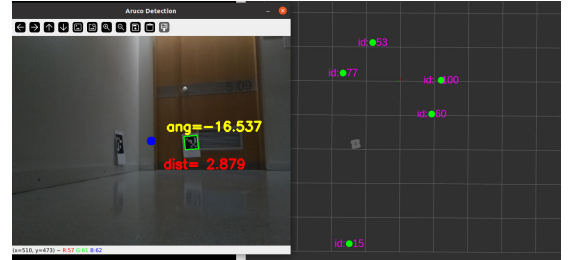 Aruco Detection
ang=-16.537
dist= 2.879
(x=510, y=473) ~ R:57 G:61 B:62
id: 53
id: 77
id: 100
id: 60
id: 15